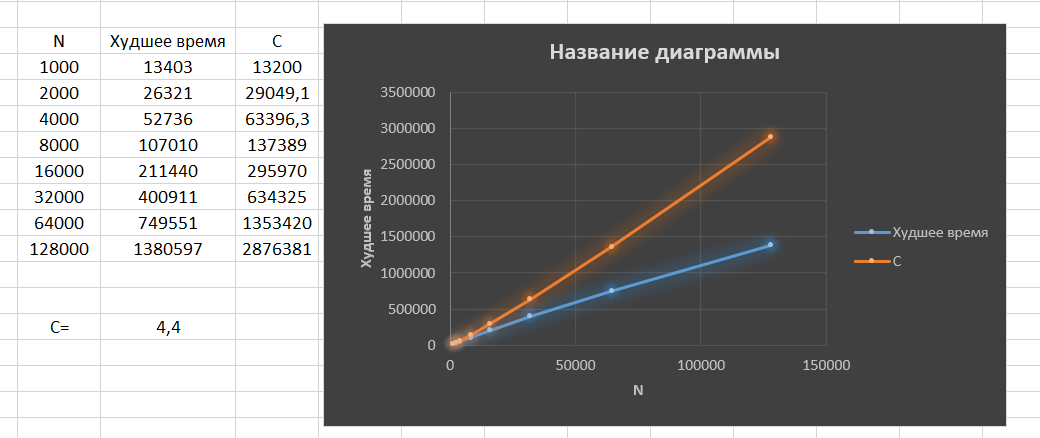 N Худшее время С
1000 13403 13200
2000 26321 29049,1
4000 52736 63396,3
8000 107010 137389
16000 211440 295970
32000 400911 634325
64000 749551 1353420
128000 1380597 2876381
С= 4,4
Название диаграммы
Худшее время
3500000
3000000
2500000
2000000
1500000
1000000
500000
0
0 50000 100000 150000
N
Худшее время
С